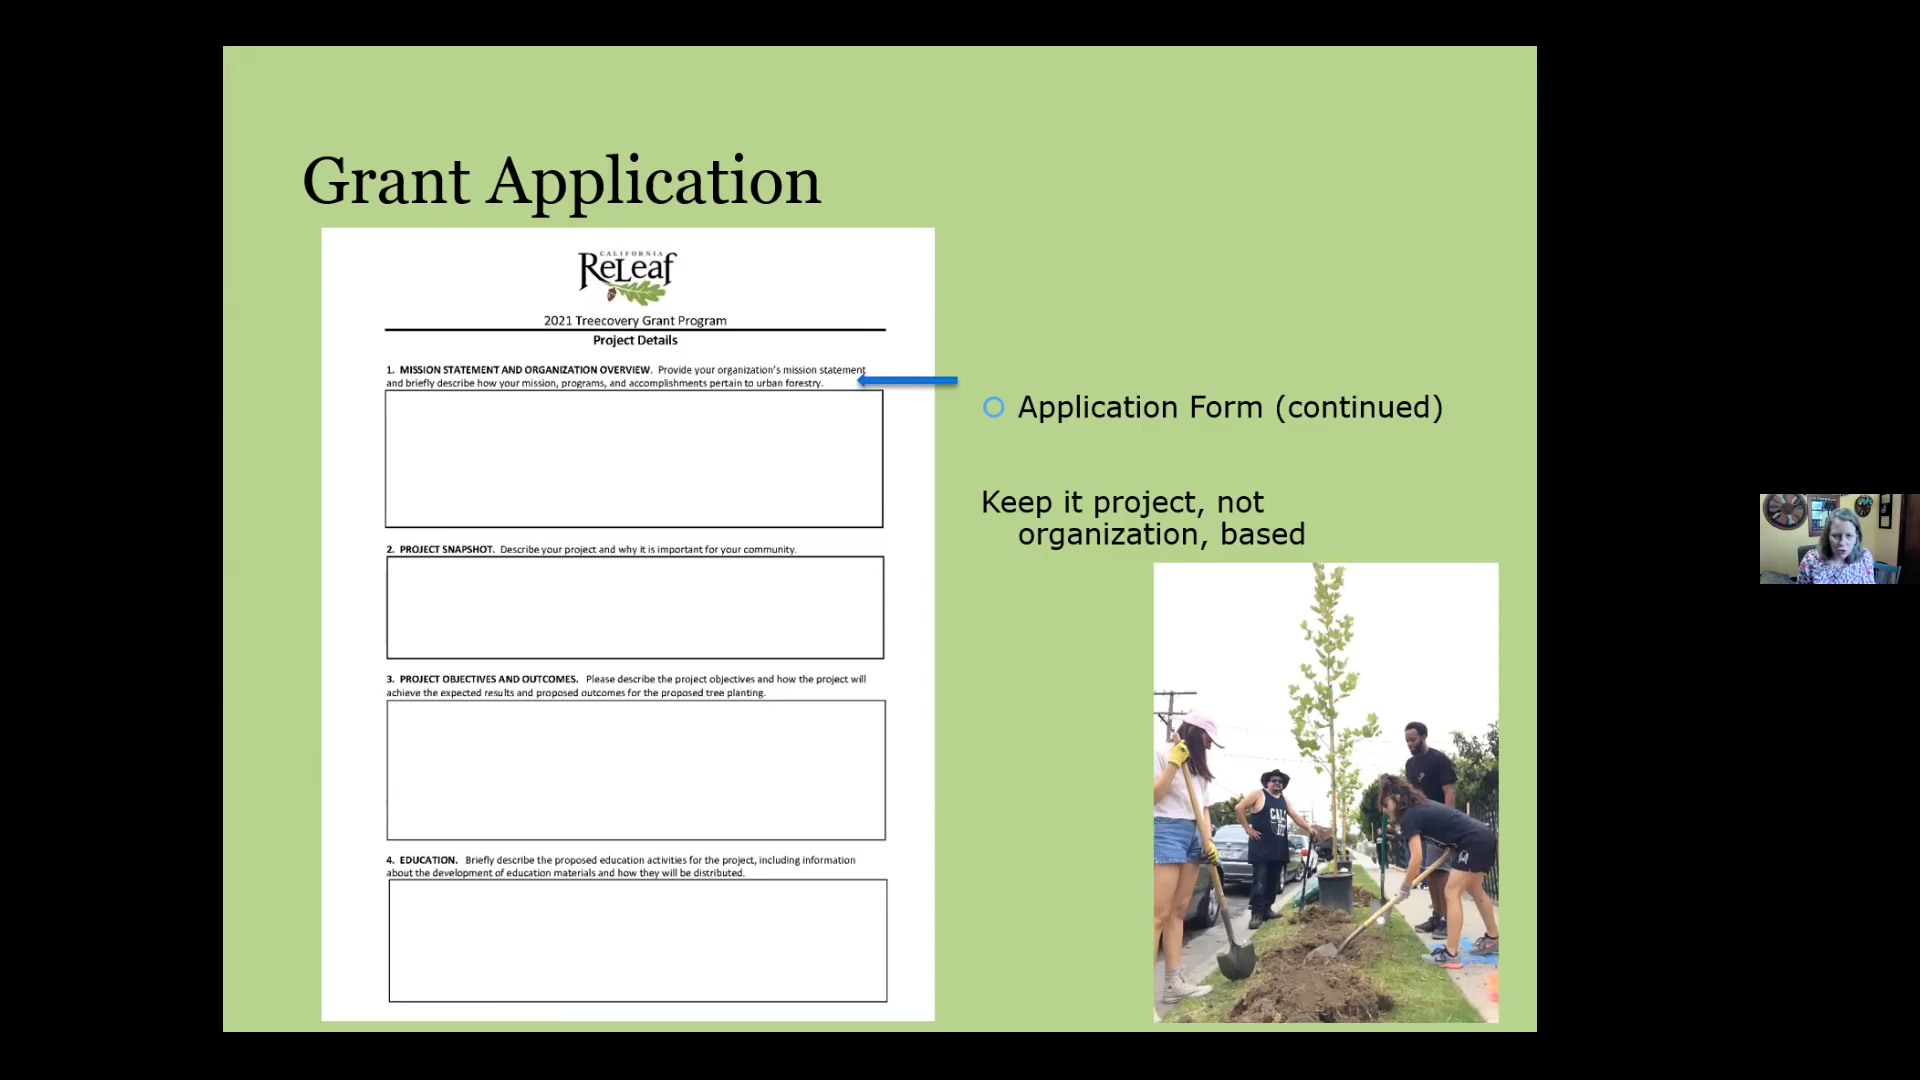 Grant Application
CALIFORNIA
ReLeaf
2021 Treecovery Grant Program
Project Details
1. MISSION STATEMENT AND ORGANIZATION OVERVIEW. Provide your organization's mission statement
and briefly describe how your mission, programs, and accomplishments pertain to urban forestry.
2. PROJECT SNAPSHOT. Describe your project and why it is important for your community.
3. PROJECT OBJECTIVES AND OUTCOMES. Please describe the project objectives and how the project will
achieve the expected results and proposed outcomes for the proposed tree planting.
4. EDUCATION. Briefly describe the proposed education activities for the project, including information
about the development of education materials and how they will be distributed.
Application Form (continued)
Keep it project, not
organization, based